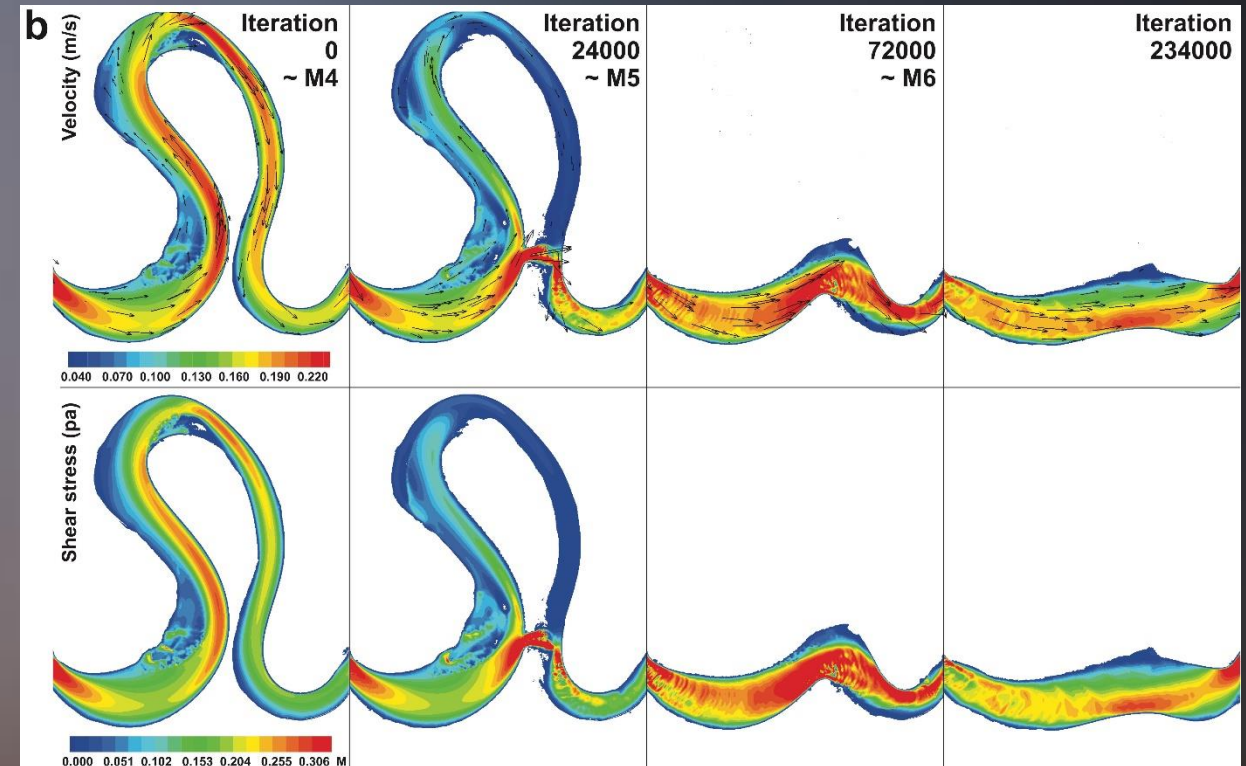 b
Velocity (m/s)
Iteration
0
~ M4
Iteration
24000
~ M5
Iteration
72000
~ M6
Iteration
234000
0.040 0.070 0.100 0.130 0.160 0.190 0.220
Shear stress (pa)
0.000 0.051 0.102 0.153 0.204 0.255 0.306 M